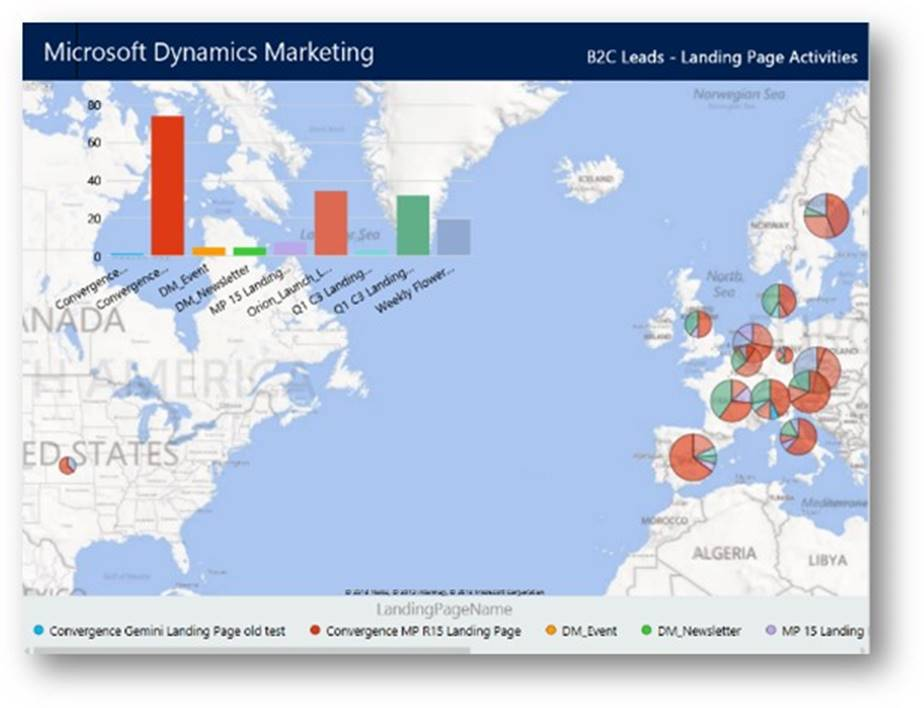 Microsoft Dynamics Marketing
B2C Leads - Landing Page Activities
Norwegian Sea
80
60
40
20
0
Convergence...
Convergence...
DM_Event
DM_Newsletter
MP 15 Landing...
Orion_Launch_L...
Q1 C3 Landing...
Q1 C3 Landing...
Weekly Flower...
ICELAND
NORWAY
North
Sea
ANADA
H AMERICA
ED STATES
IRELAND
OLAND
MOROCCO
ALGERIA
LIBYA
Mediterrane
LandingPageName
Convergence Gemini Landing Page old test
Convergence MP R15 Landing Page
DM_Event
DM_Newsletter
MP 15 Landing